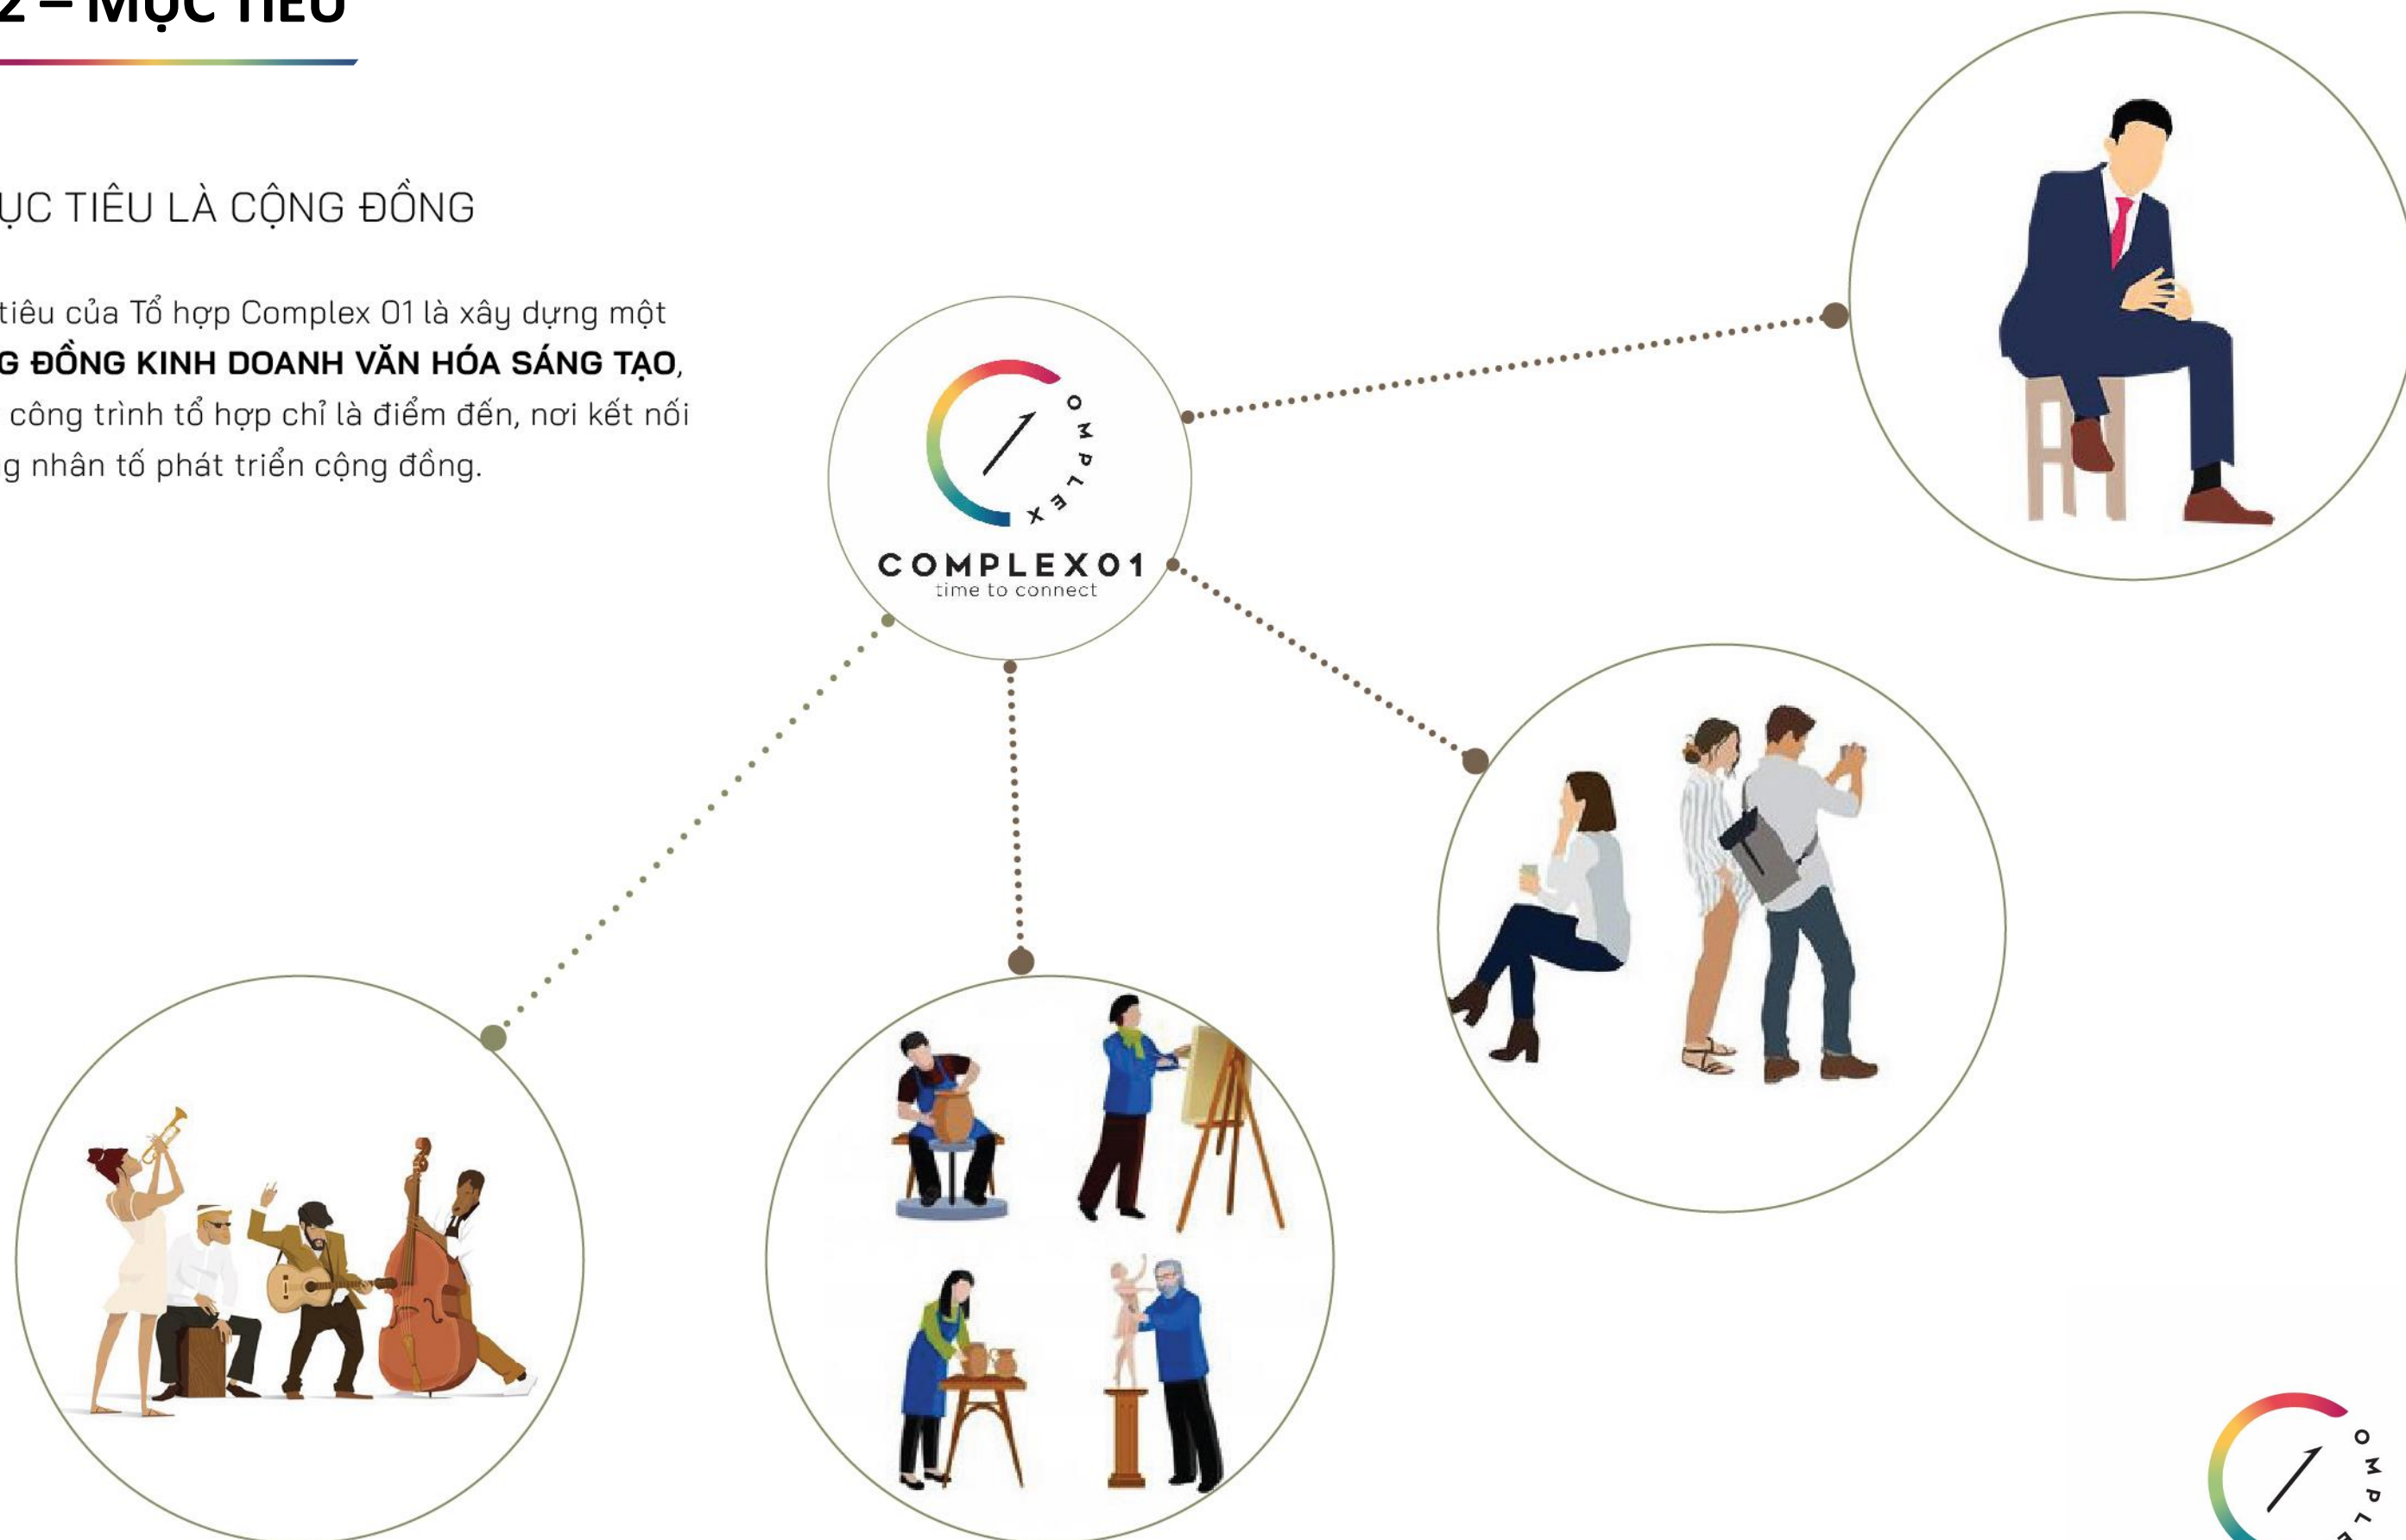 2 – MỤC TIÊU
ỤC TIÊU LÀ CỘNG ĐỒNG
tiêu của Tổ hợp Complex 01 là xây dựng một
G ĐỒNG KINH DOANH VĂN HÓA SÁNG TẠO,
công trình tổ hợp chỉ là điểm đến, nơi kết nối
g nhân tố phát triển cộng đồng.
OMPLEX
COMPLEX01
time to connect
OMPLE